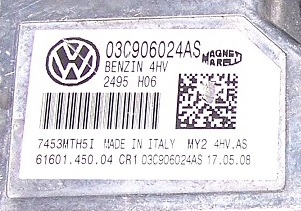 03C906024AS
MAGNETI MARELLI
BENZIN 4HV
2495 H06
7453MTH5I MADE IN ITALY MY2 4HV.AS
61601.450.04 CR1 03C906024AS 17.05.08